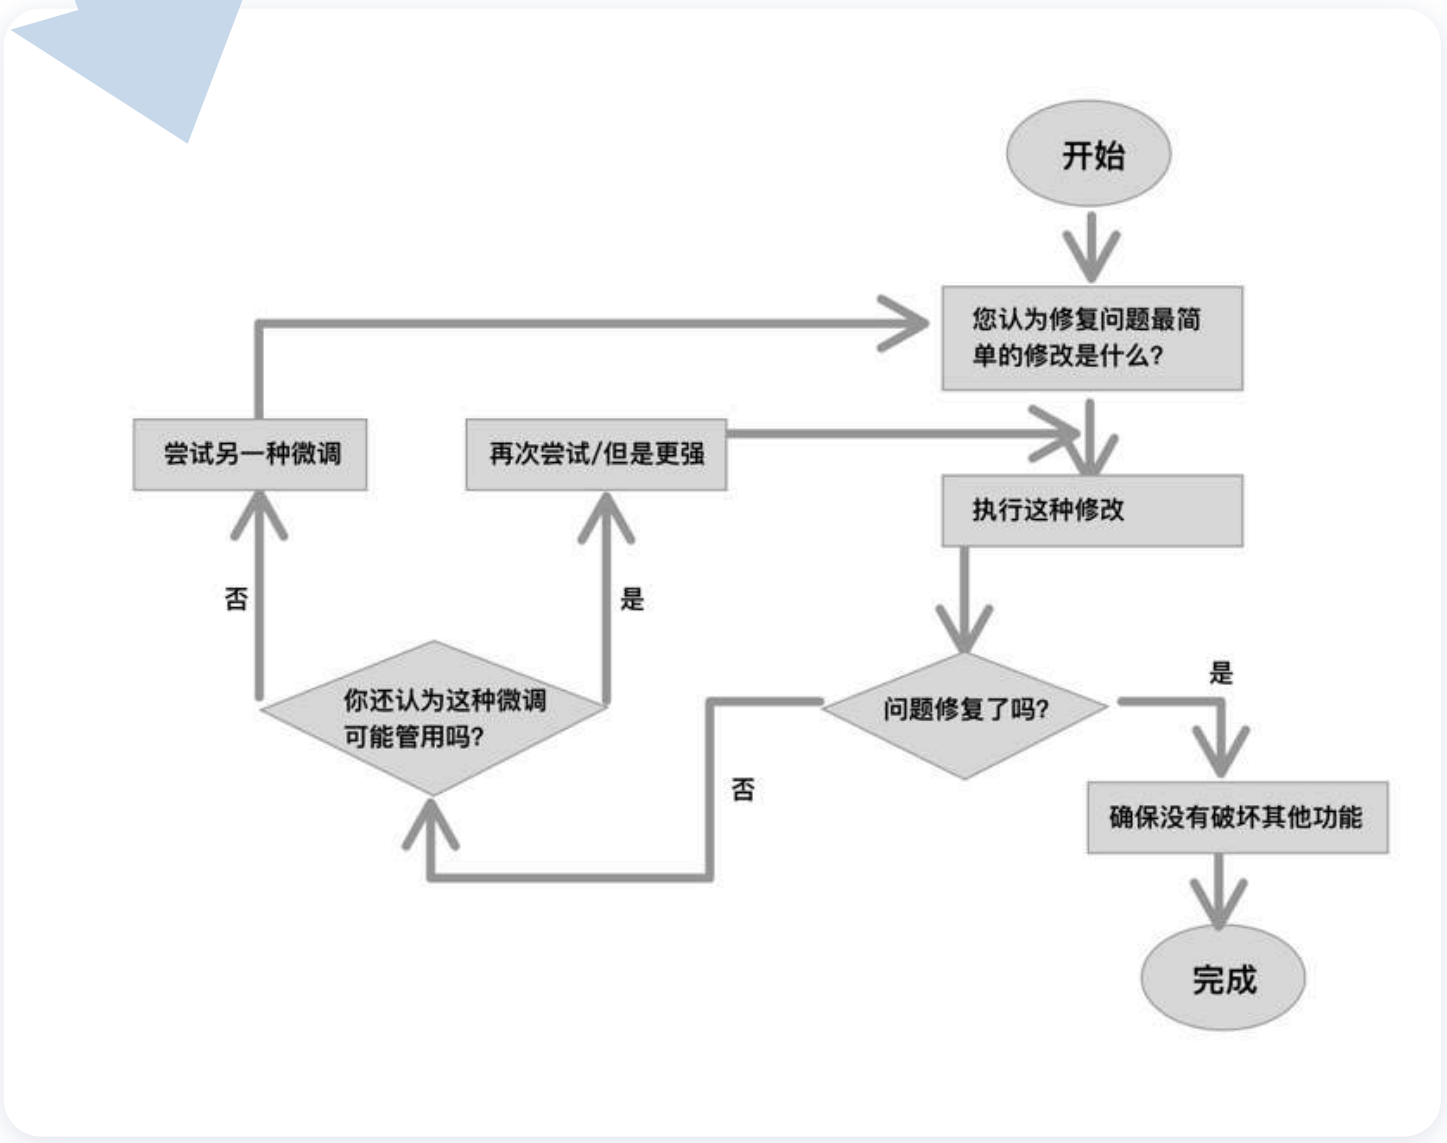 开始
您认为修复问题最简
单的修改是什么?
尝试另一种微调
再次尝试/但是更强
执行这种修改
否
是
你还认为这种微调
可能管用吗?
问题修复了吗?
是
否
确保没有破坏其他功能
完成